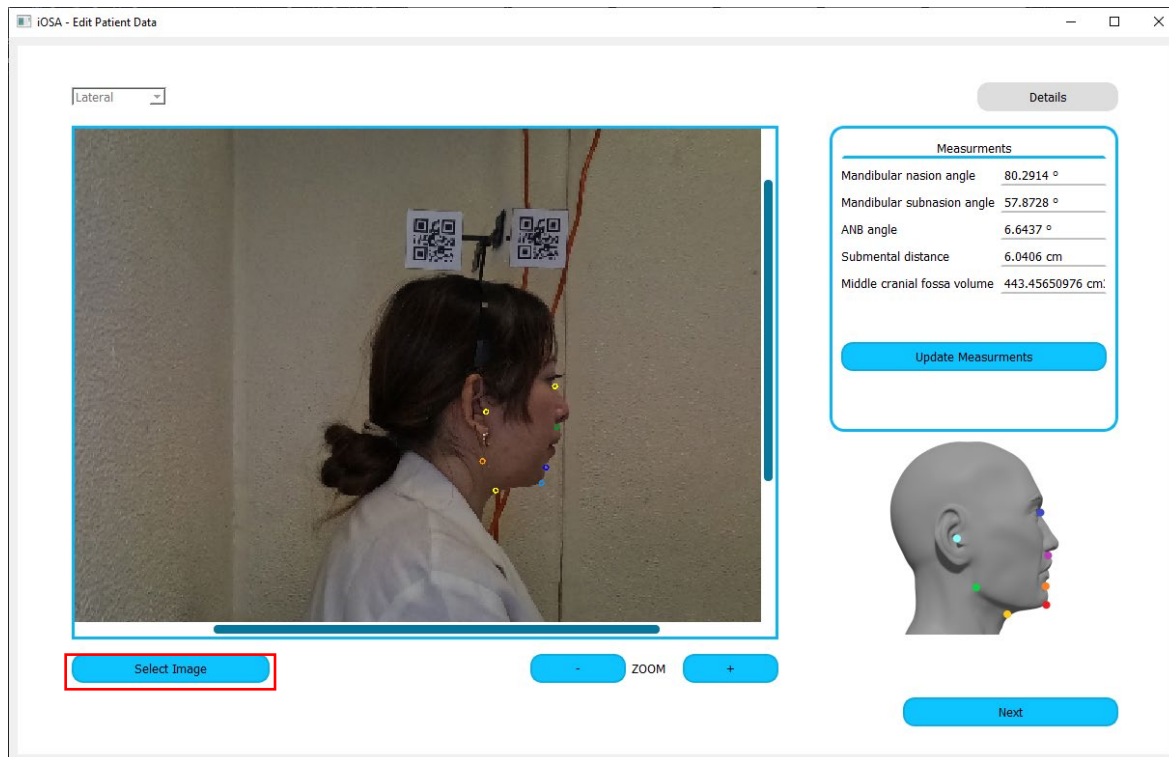 iOSA - Edit Patient Data
Lateral
Details
Measurments
Mandibular nasion angle 80.2914 º
Mandibular subnasion angle 57.8728 º
ANB angle 6.6437 º
Submental distance 6.0406 cm
Middle cranial fossa volume 443.45650976 cm
Update Measurments
Select Image
-
ZOOM
+
Next